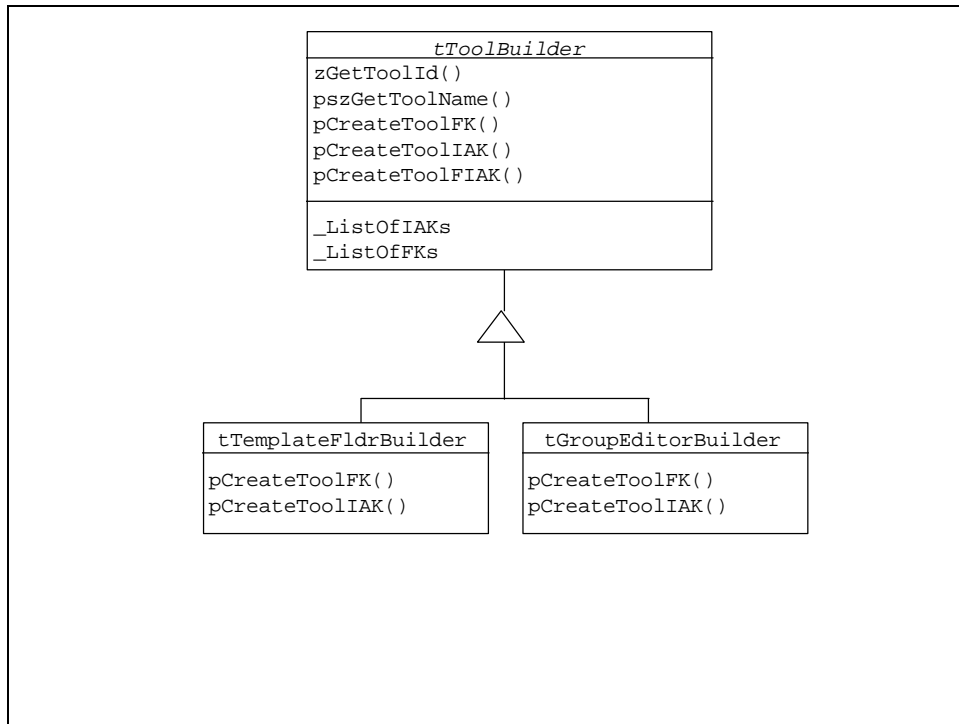 tToolBuilder
zGetToolId()
pszGetToolName()
pCreateToolFK()
pCreateToolIAK()
pCreateToolFIAK()
_ListOfIAKs
_ListOfFKs
tTemplateFldrBuilder
pCreateToolFK()
pCreateToolIAK()
tGroupEditorBuilder
pCreateToolFK()
pCreateToolIAK()